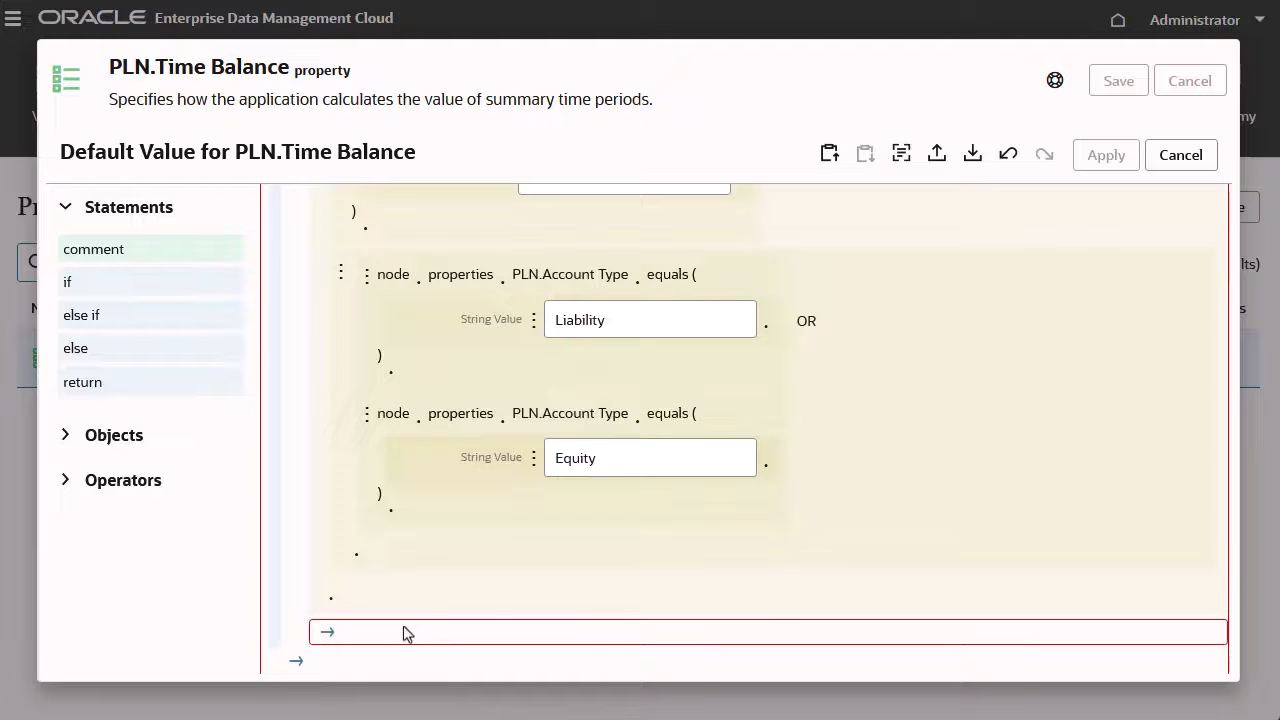 ORACLE Enterprise Data Management Cloud
Administrator
PLN.Time Balance property
Specifies how the application calculates the value of summary time periods.
Save
Cancel
Default Value for PLN.Time Balance
Apply
Cancel
Statements
comment
if
else if
else
return
Objects
Operators
)
.
node . properties . PLN.Account Type . equals (
String Value Liability . OR
)
.
node . properties . PLN.Account Type . equals (
String Value Equity .
)
.
.
.